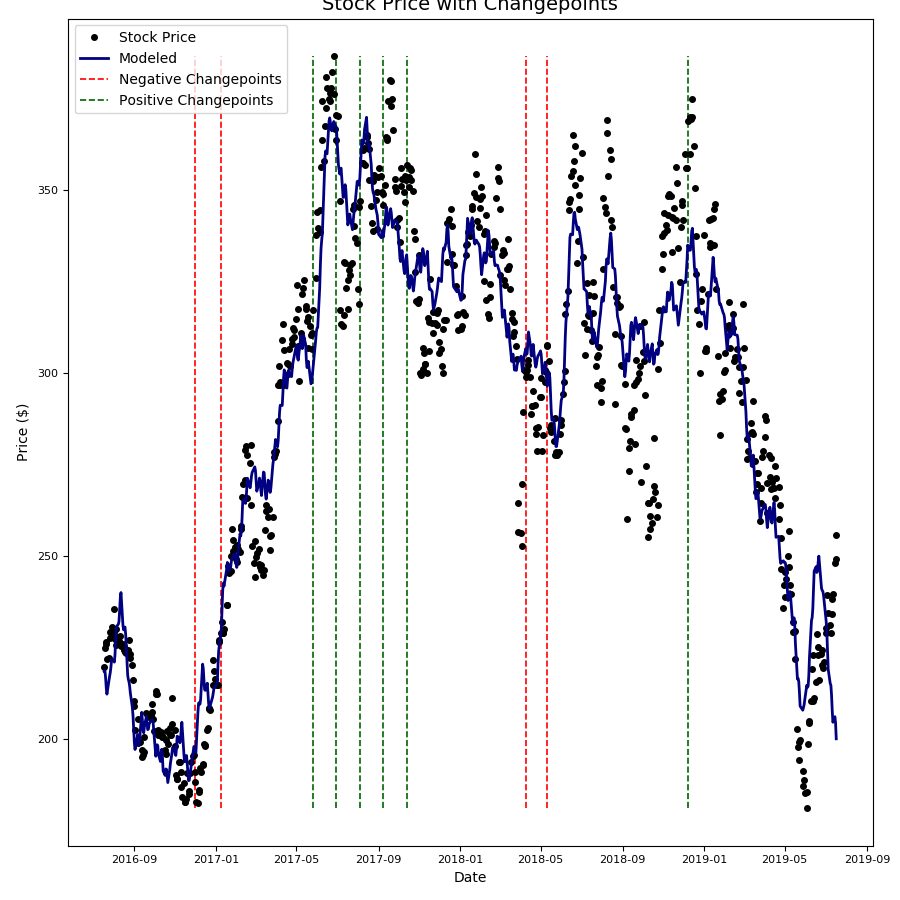 Stock Price with Changepoints
Stock Price
Modeled
Negative Changepoints
Positive Changepoints
Price ($)
350
300
250
200
2016-09 2017-01 2017-05 2017-09 2018-01 2018-05 2018-09 2019-01 2019-05 2019-09
Date